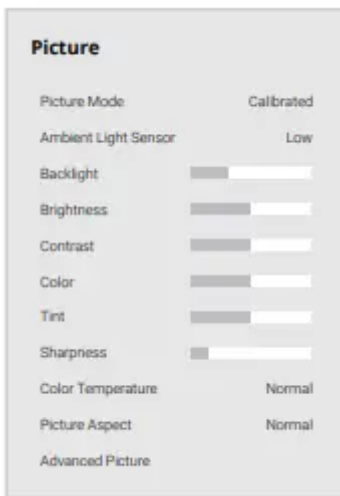 Picture
Picture Mode Calibrated
Ambient Light Sensor Low
Backlight
Brightness
Contrast
Color
Tint
Sharpness
Color Temperature Normal
Picture Aspect Normal
Advanced Picture